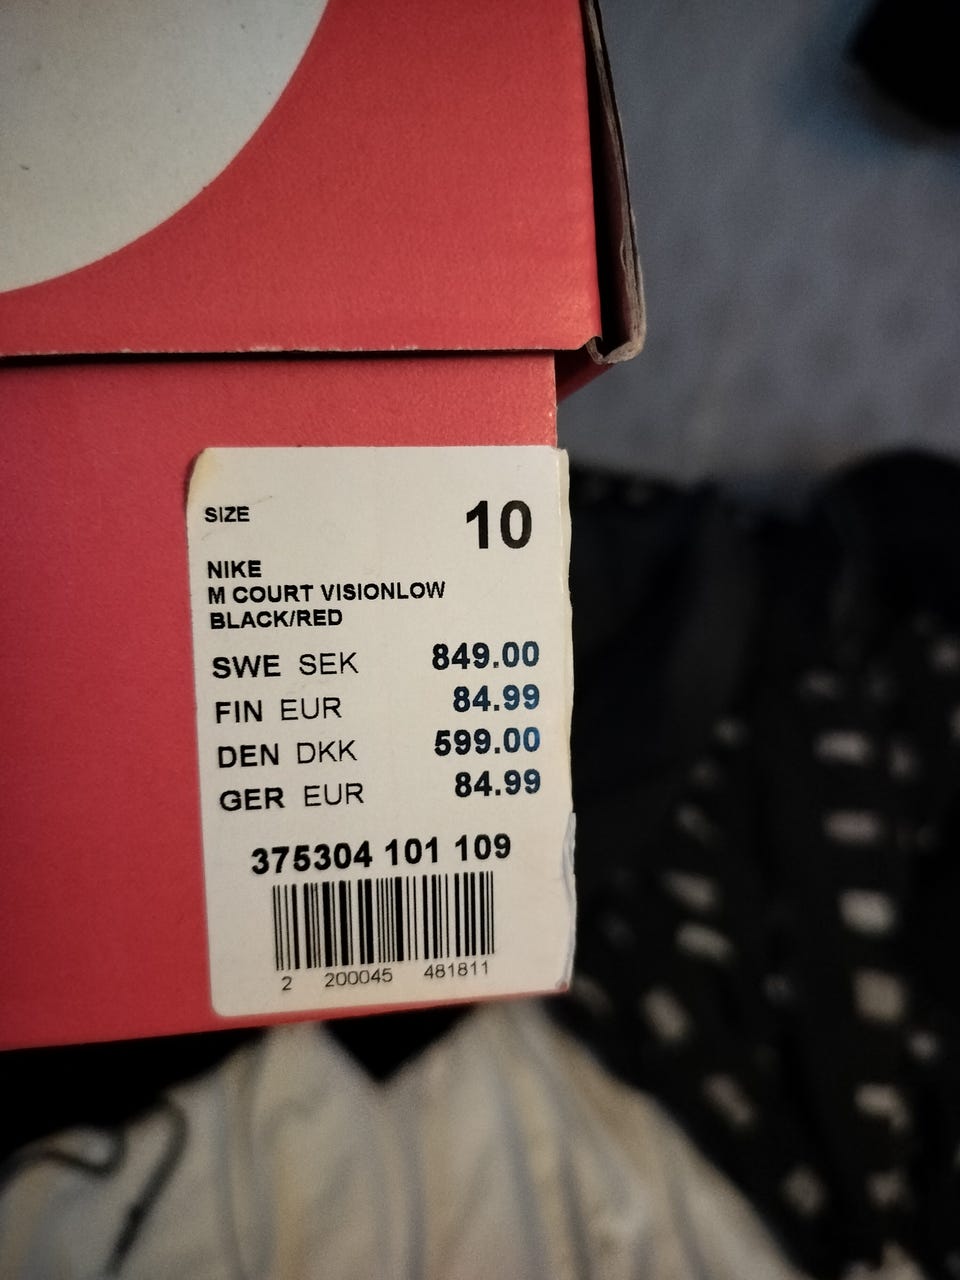 SIZE 10
NIKE
M COURT VISIONLOW
BLACK/RED
SWE SEK 849.00
FIN EUR 84.99
DEN DKK 599.00
GER EUR 84.99
375304 101 109
2 200045 481811